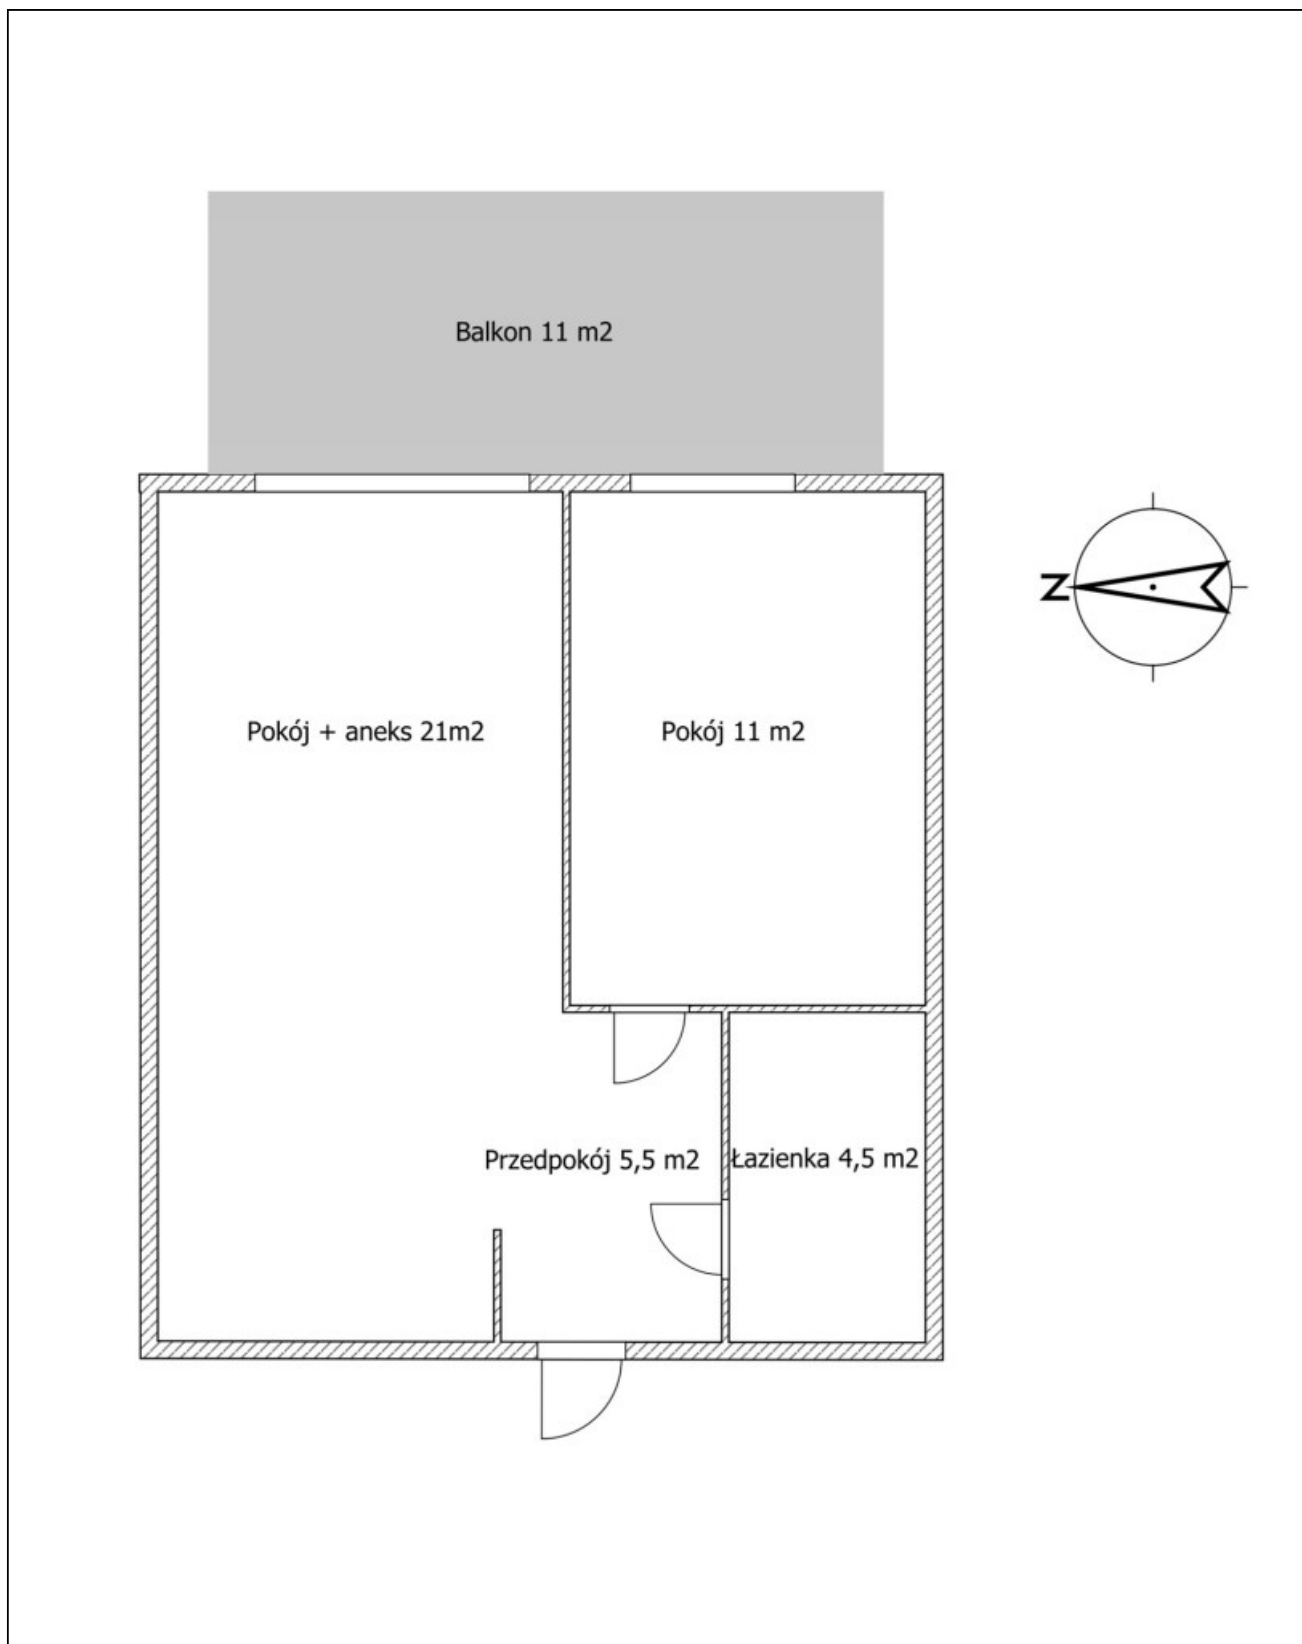 Balkon 11 m2
N
Pokój + aneks 21m2
Pokój 11 m2
Przedpokój 5,5 m2
Łazienka 4,5 m2